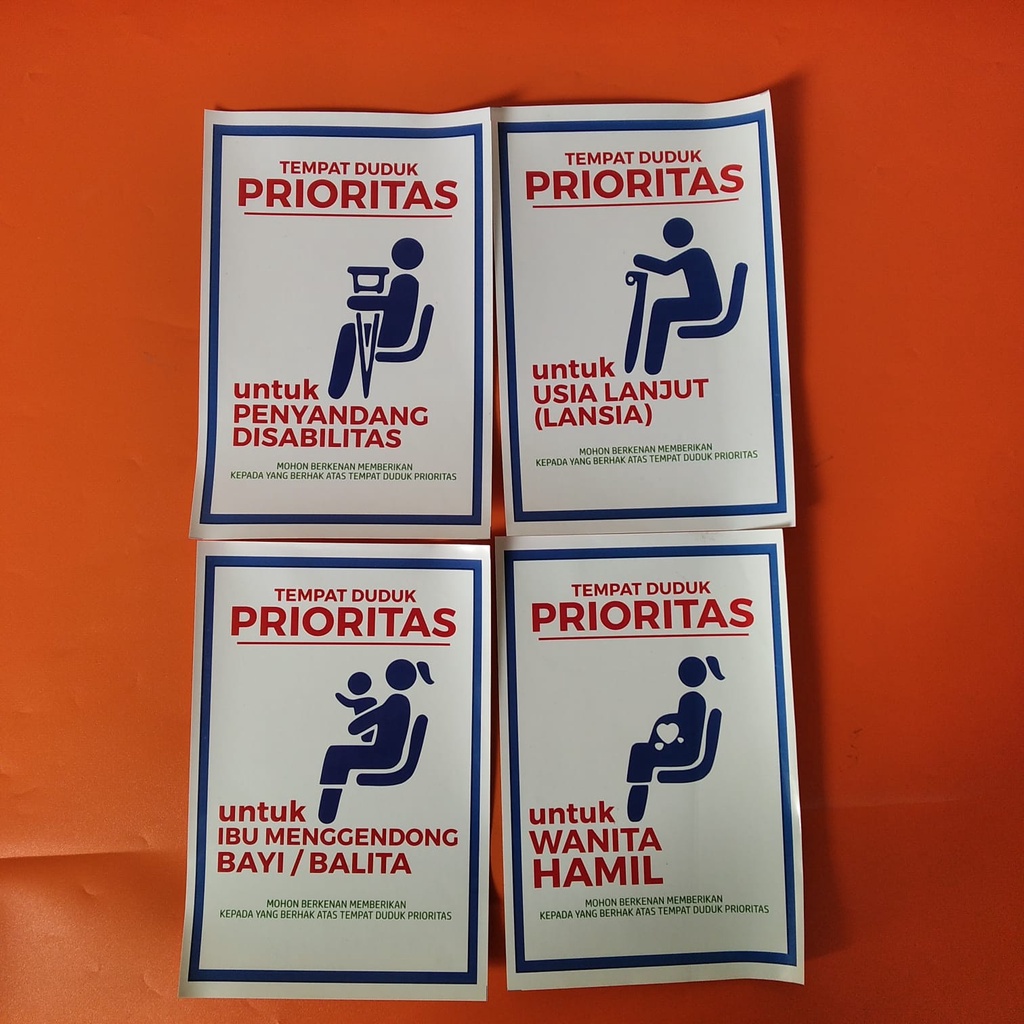 TEMPAT DUDUK
PRIORITAS
untuk
PENYANDANG
DISABILITAS
MOHON BERKENAN MEMBERIKAN
KEPADA YANG BERHAK ATAS TEMPAT DUDUK PRIORITAS
TEMPAT DUDUK
PRIORITAS
untuk
USIA LANJUT
(LANSIA)
MOHON BERKENAN MEMBERIKAN
KEPADA YANG BERHAK ATAS TEMPAT DUDUK PRIORITAS
TEMPAT DUDUK
PRIORITAS
untuk
IBU MENGGENDONG
BAYI / BALITA
MOHON BERKENAN MEMBERIKAN
KEPADA YANG BERHAK ATAS TEMPAT DUDUK PRIORITAS
TEMPAT DUDUK
PRIORITAS
untuk
WANITA
HAMIL
MOHON BERKENAN MEMBERIKAN
KEPADA YANG BERHAK ATAS TEMPAT DUDUK PRIORITAS